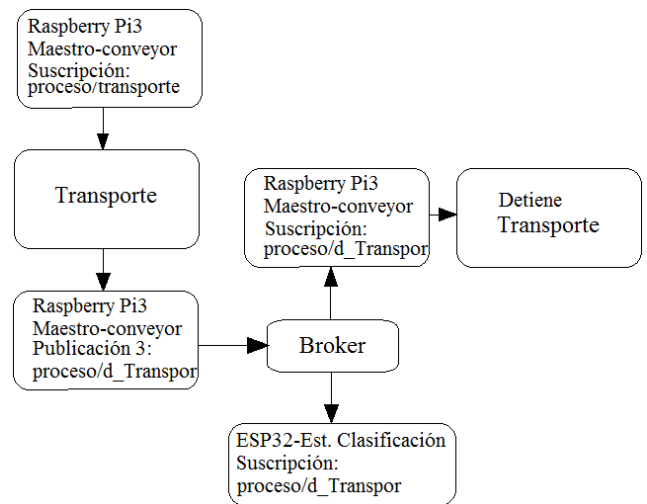 Raspberry Pi3
Maestro-conveyor
Suscripción:
proceso/transporte
Transporte
Raspberry Pi3
Maestro-conveyor
Publicación 3:
proceso/d_Transpor
Broker
Raspberry Pi3
Maestro-conveyor
Suscripción:
proceso/d_Transpor
Detiene
Transporte
ESP32-Est. Clasificación
Suscripción:
proceso/d_Transpor